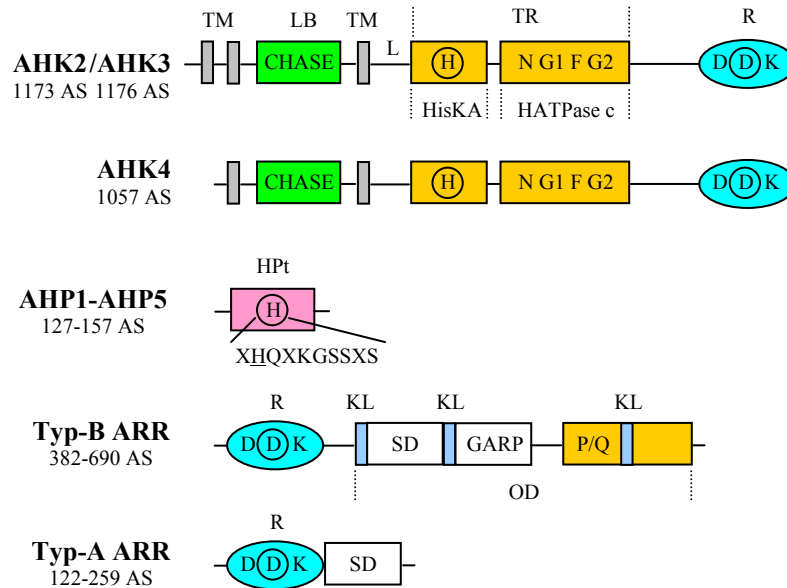 TM LB TM TR R
L
AHK2/AHK3 CHASE H N G1 F G2 D D K
1173 AS 1176 AS
HisKA HATPase c
AHK4 CHASE H N G1 F G2 D D K
1057 AS
HPt
AHP1-AHP5 H
127-157 AS
XHQXKGSSXS
R KL KL KL
Typ-B ARR D D K SD GARP P/Q
382-690 AS
OD
R
Typ-A ARR D D K SD
122-259 AS